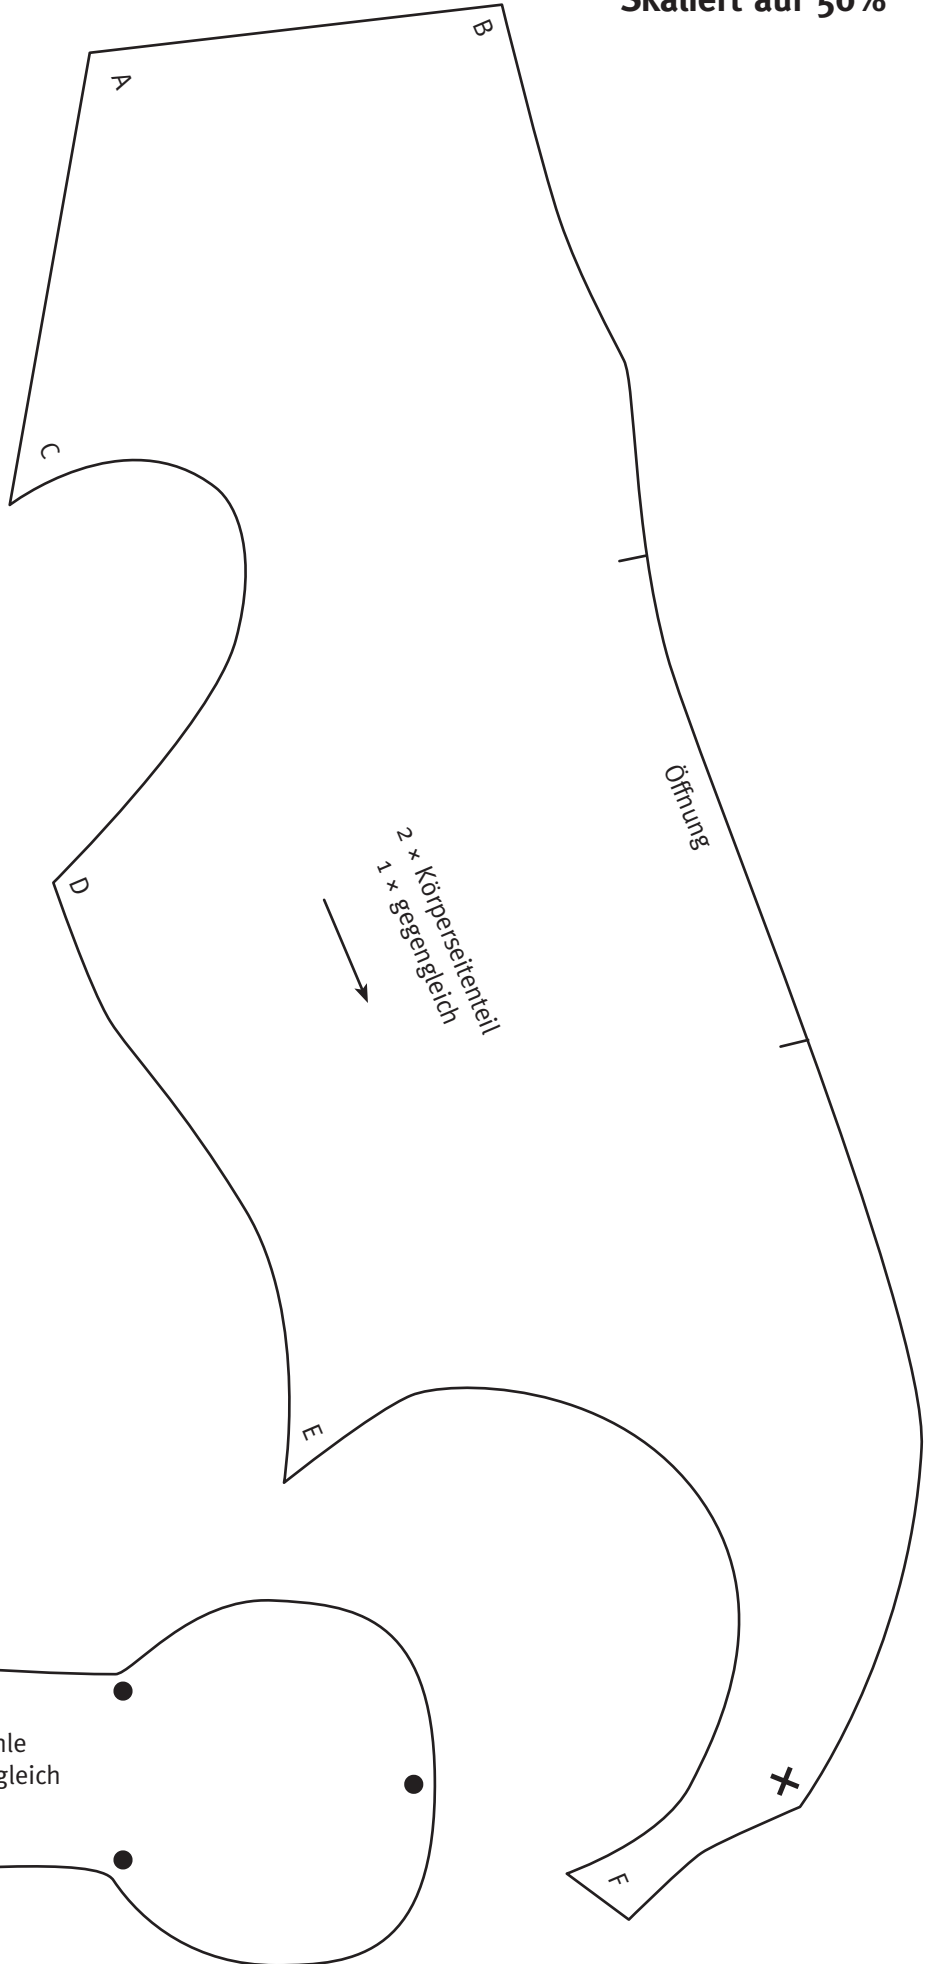 Skaliert auf 50%
B
A
C
Öffnung
2 × Körperseitenteil
1 × gegengleich
D
E
F